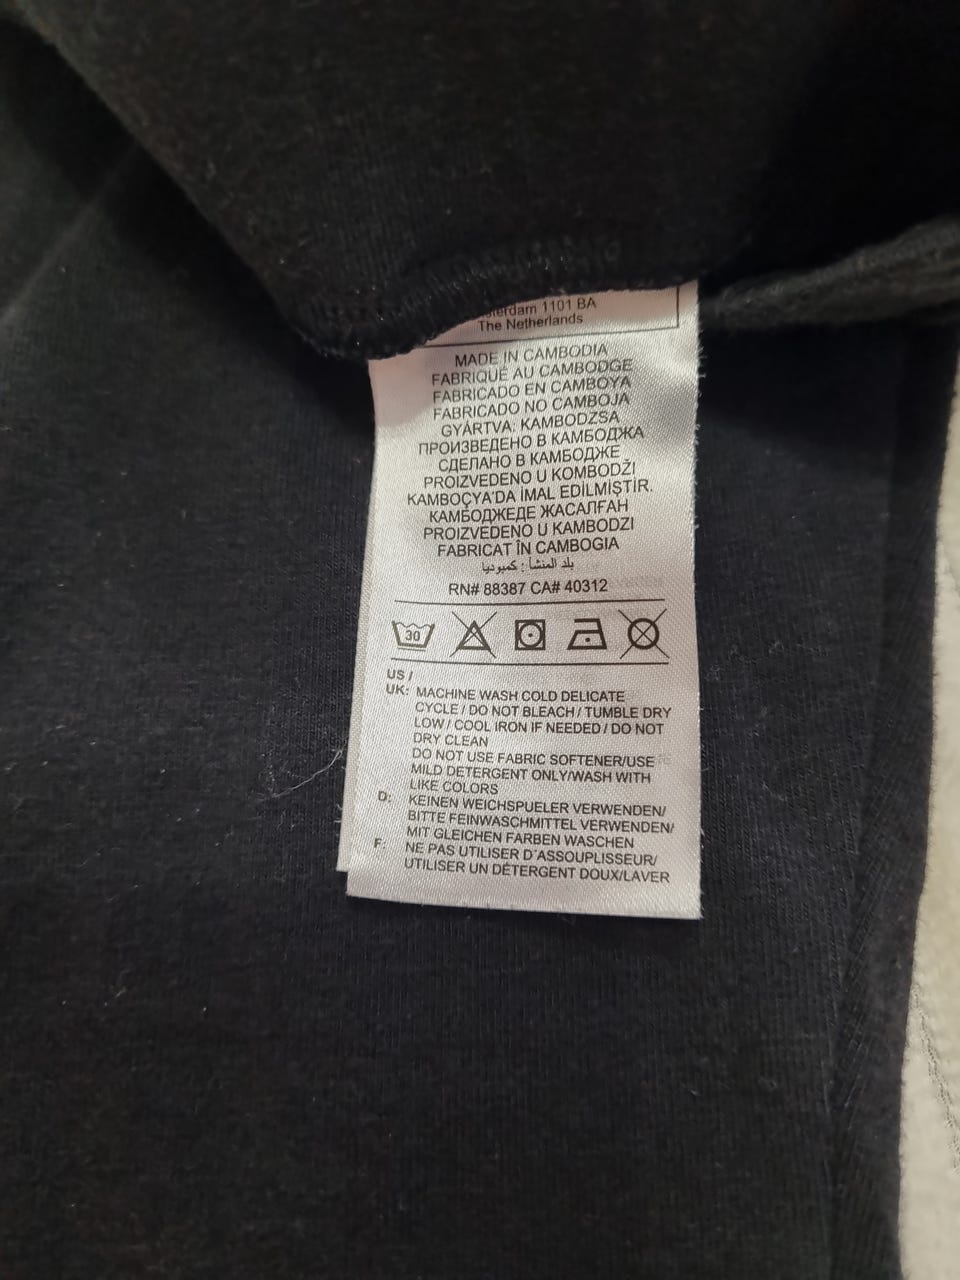 1101 BA
The Netherlands
MADE IN CAMBODIA
FABRIQUÉ AU CAMBODGE
FABRICADO EN CAMBOYA
FABRICADO NO CAMBOJA
GYÁRTVA: KAMBODZSA
ПРОИЗВЕДЕНО В КАМБОДЖА
СДЕЛАНО В КАМБОДЖЕ
PROIZVEDENO U KOMBODŽI
KAMBOÇYA'DA İMAL EDİLMİŞTİR.
КАМБОДЖЕДЕ ЖАСАЛҒАН
PROIZVEDENO U KAMBODZI
FABRICAT ÎN CAMBOGIA
بلد المنشأ : كمبوديا
RN# 88387 CA# 40312
30
US /
UK: MACHINE WASH COLD DELICATE
CYCLE / DO NOT BLEACH / TUMBLE DRY
LOW / COOL IRON IF NEEDED / DO NOT
DRY CLEAN
DO NOT USE FABRIC SOFTENER/USE
MILD DETERGENT ONLY/WASH WITH
LIKE COLORS
D: KEINEN WEICHSPUELER VERWENDEN/
BITTE FEINWASCHMITTEL VERWENDEN/
MIT GLEICHEN FARBEN WASCHEN
F: NE PAS UTILISER D'ASSOUPLISSEUR/
UTILISER UN DÉTERGENT DOUX/LAVER